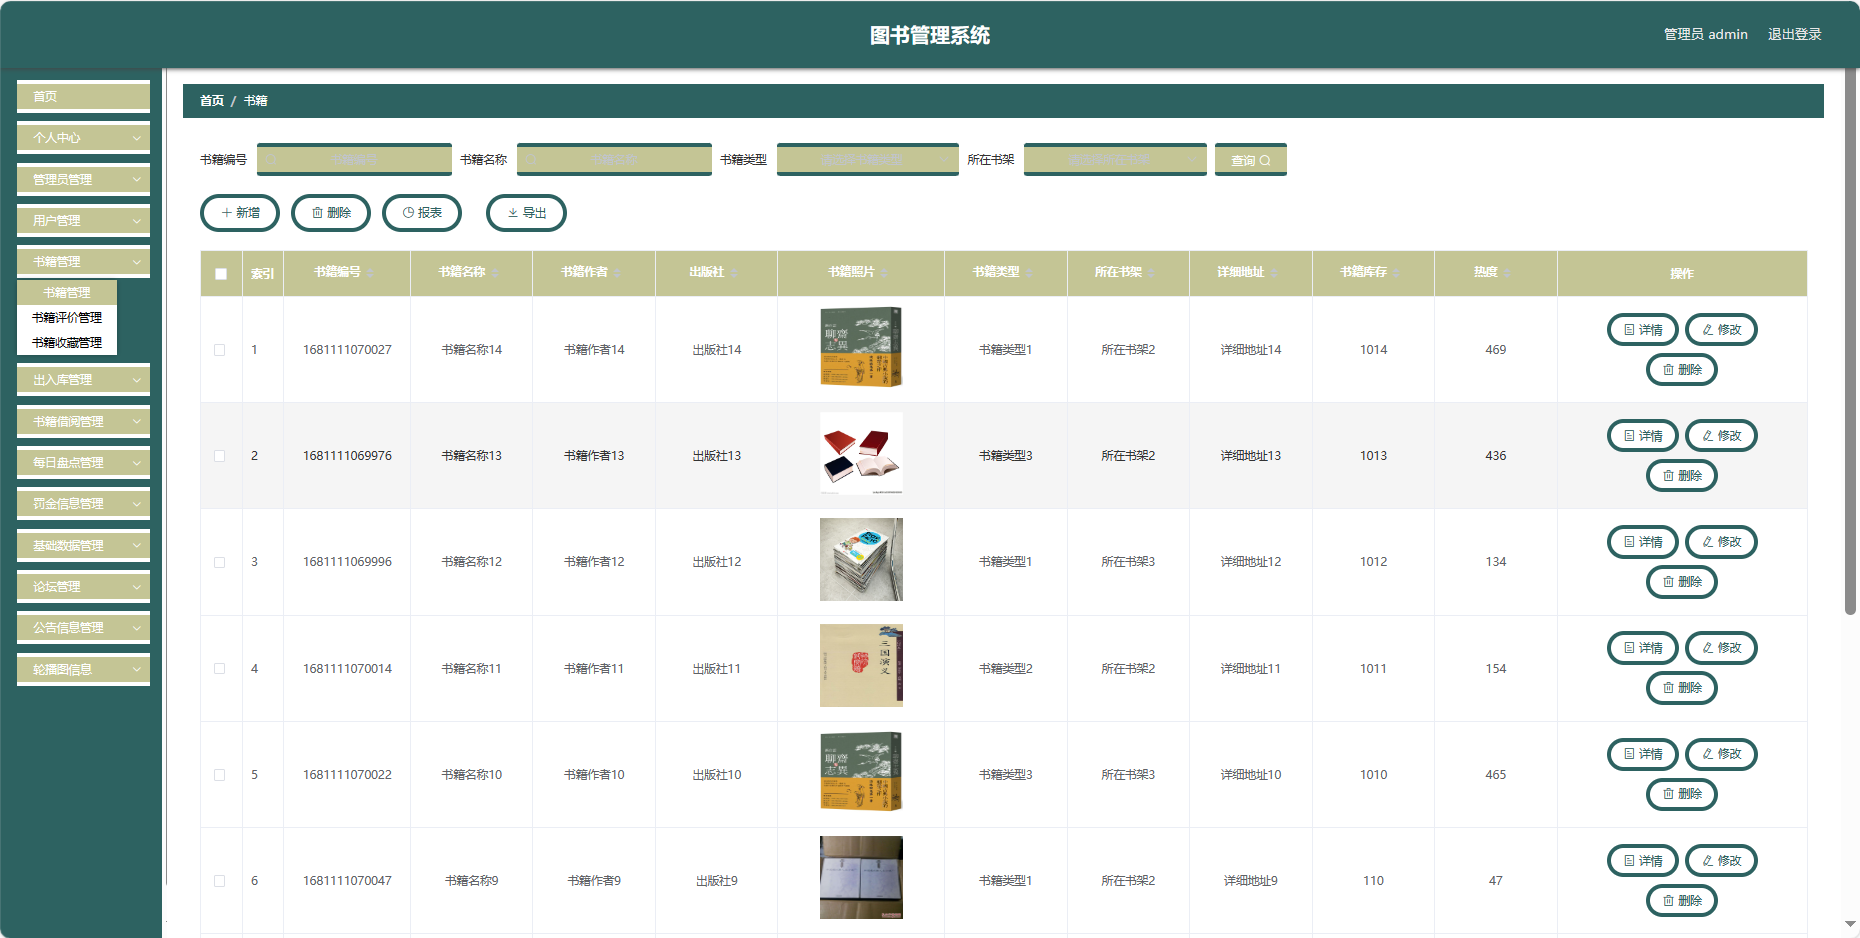 图书管理系统
管理员 admin 退出登录
首页
个人中心
管理员管理
用户管理
书籍管理
书籍管理
书籍评价管理
书籍收藏管理
出入库管理
书籍借阅管理
每日盘点管理
罚金信息管理
基础数据管理
论坛管理
公告信息管理
轮播图信息
首页 / 书籍
书籍编号 书籍编号 书籍名称 书籍名称 书籍类型 所在书架 查询
新增 删除 报表 导出
索引 书籍编号 书籍名称 书籍作者 出版社 书籍照片 书籍类型 所在书架 详细地址 书籍库存 热度 操作
1 1681111070027 书籍名称14 书籍作者14 出版社14 书籍类型1 所在书架2 详细地址14 1014 469 详情 修改 删除
聊齋
志異
2 1681111069976 书籍名称13 书籍作者13 出版社13 书籍类型3 所在书架2 详细地址13 1013 436 详情 修改 删除
3 1681111069996 书籍名称12 书籍作者12 出版社12 书籍类型1 所在书架3 详细地址12 1012 134 详情 修改 删除
4 1681111070014 书籍名称11 书籍作者11 出版社11 书籍类型2 所在书架2 详细地址11 1011 154 详情 修改 删除
三国演义
5 1681111070022 书籍名称10 书籍作者10 出版社10 书籍类型3 所在书架3 详细地址10 1010 465 详情 修改 删除
聊齋
志異
6 1681111070047 书籍名称9 书籍作者9 出版社9 书籍类型1 所在书架2 详细地址9 110 47 详情 修改 删除